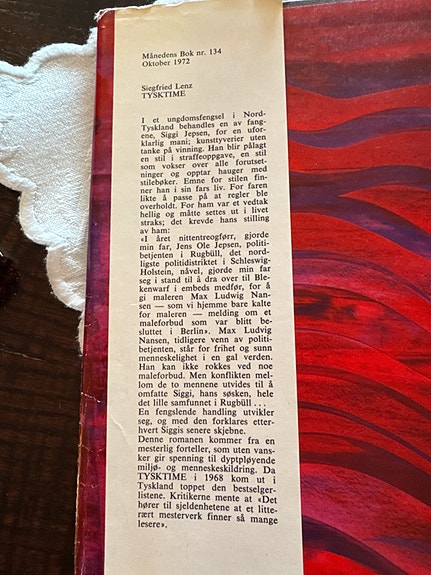 Månedens Bok nr. 134
Oktober 1972
Siegfried Lenz
TYSKTIME
I et ungdomsfengsel i Nord-
Tyskland behandles en av fang-
ene, Siggi Jepsen, for en ufor-
klarlig mani; kunsttyverier uten
tanke på vinning. Han blir pålagt
en stil i straffeoppgave, en stil
som vokser over alle forutset-
ninger og opptar hauger med
stilebøker. Emne for stilen fin-
ner han i sin fars liv. For faren
likte å passe på at regler ble
overholdt. For ham var et vedtak
hellig og måtte settes ut i livet
straks; det krevde hans stilling
av ham:
«I året nittentreogførr, gjorde
min far, Jens Ole Jepsen, politi-
betjenten i Rugbüll, det nord-
ligste politidistriktet i Schleswig-
Holstein, nåvel, gjorde min far
seg i stand til å dra over til Ble-
kenwarf i embeds medfør, for å
gi maleren Max Ludwig Nan-
sen — som vi hjemme bare kalte
for maleren — melding om et
maleforbud som var blitt be-
sluttet i Berlin». Max Ludvig
Nansen, tidligere venn av politi-
betjenten, står for frihet og sunn
menneskelighet i en gal verden.
Han kan ikke rokkes ved noe
maleforbud. Men konflikten mel-
lom de to mennene utvides til å
omfatte Siggi, hans søsken, hele
det lille samfunnet i Rugbüll . . .
En fengslende handling utvikler
seg, og med den forklares etter-
hvert Siggis senere skjebne.
Denne romanen kommer fra en
mesterlig forteller, som uten vans-
ker gir spenning til dyptpløyende
miljø- og menneskeskildring. Da
TYSKTIME i 1968 kom ut i
Tyskland toppet den bestselger-
listene. Kritikerne mente at «Det
hører til sjeldenhetene at et litte-
rært mesterverk finner så mange
lesere».